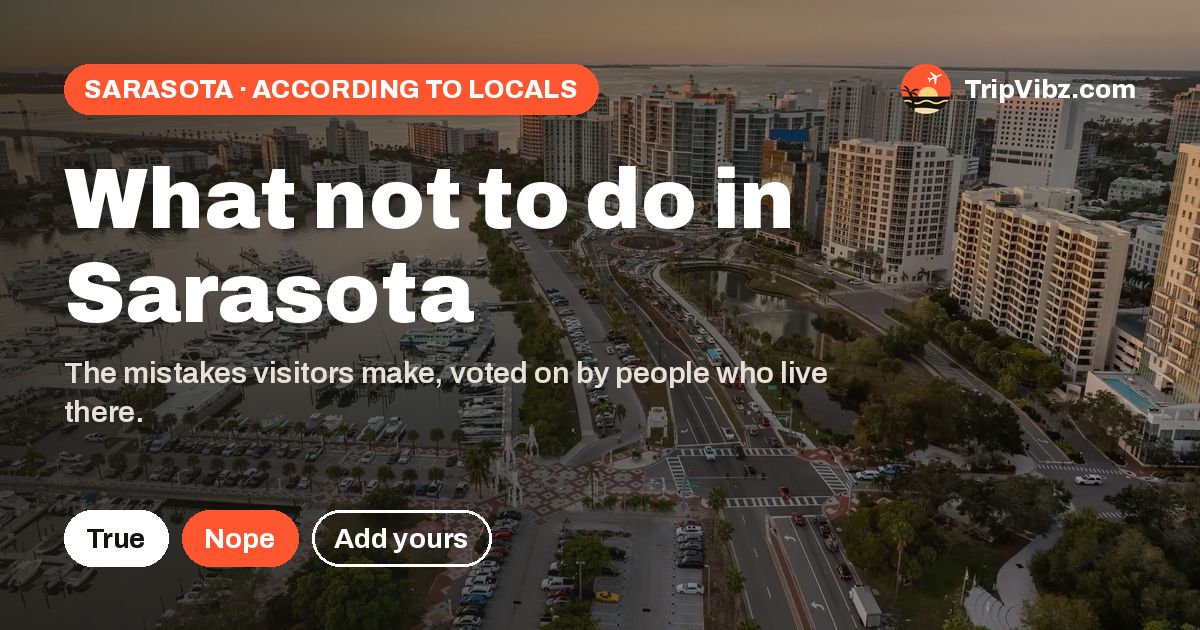 SARASOTA · ACCORDING TO LOCALS
TripVibz.com
What not to do in
Sarasota
The mistakes visitors make, voted on by people who live
there.
True
Nope
Add yours